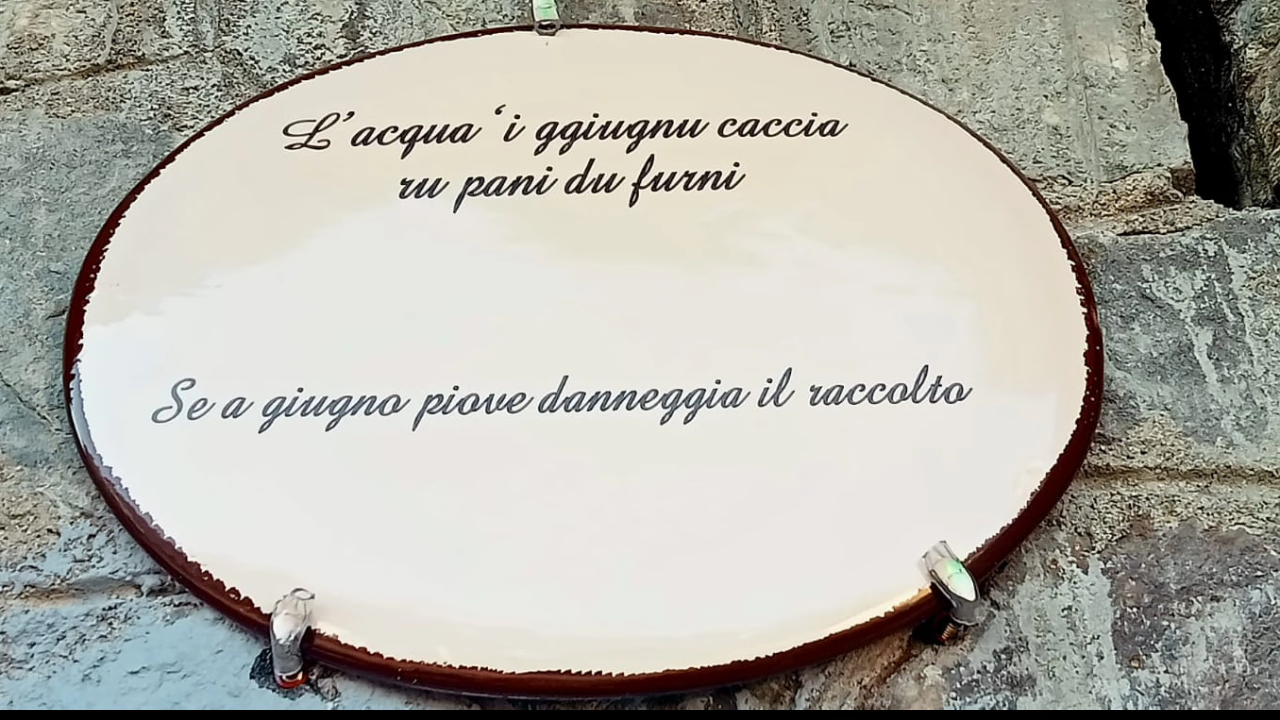 L'acqua 'i ggiugnu caccia
ru pani du furni
Se a giugno piove danneggia il raccolto